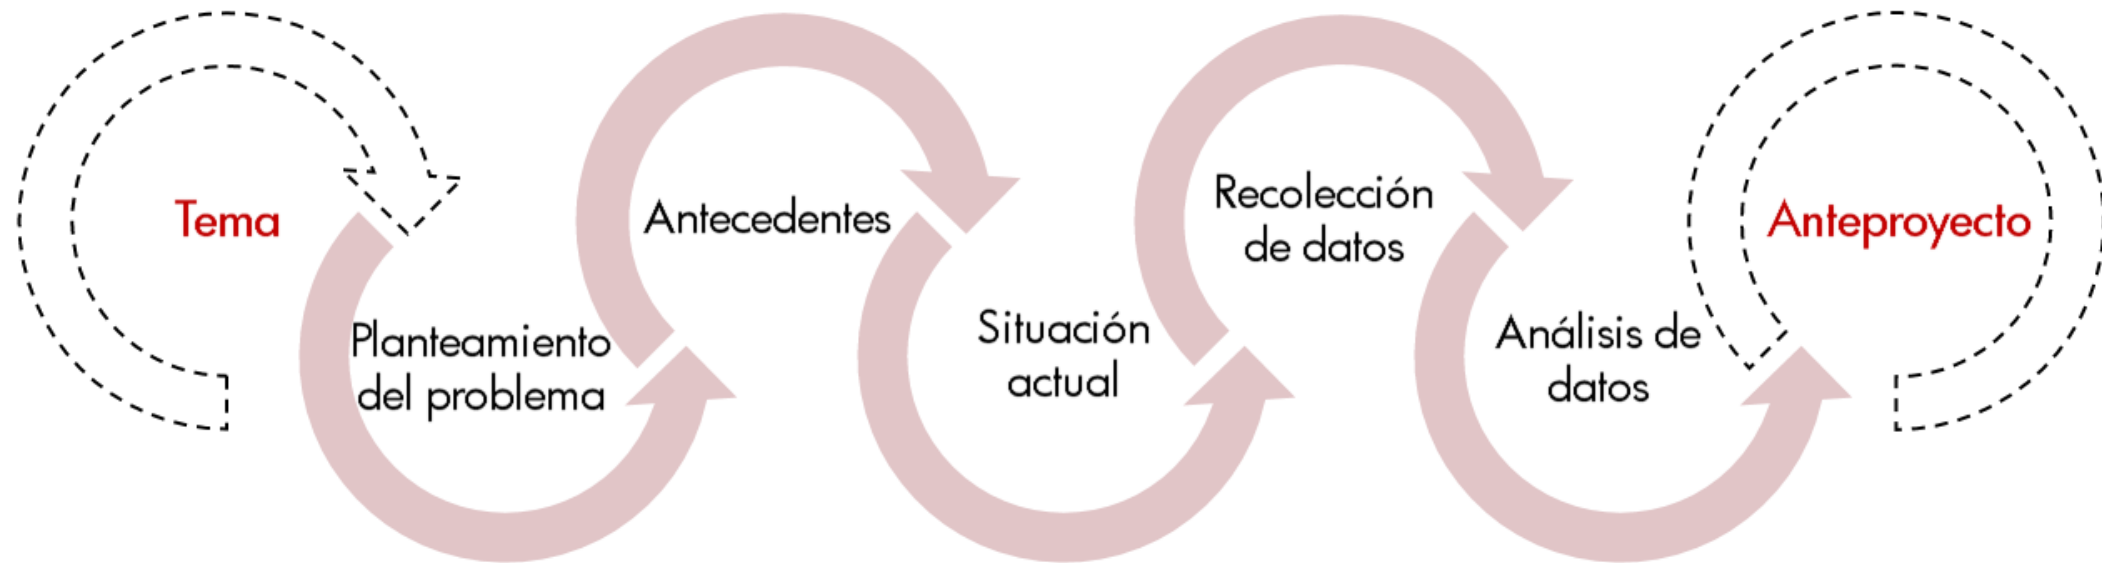 Tema
Planteamiento
del problema
Antecedentes
Situación
actual
Recolección
de datos
Análisis de
datos
Anteproyecto